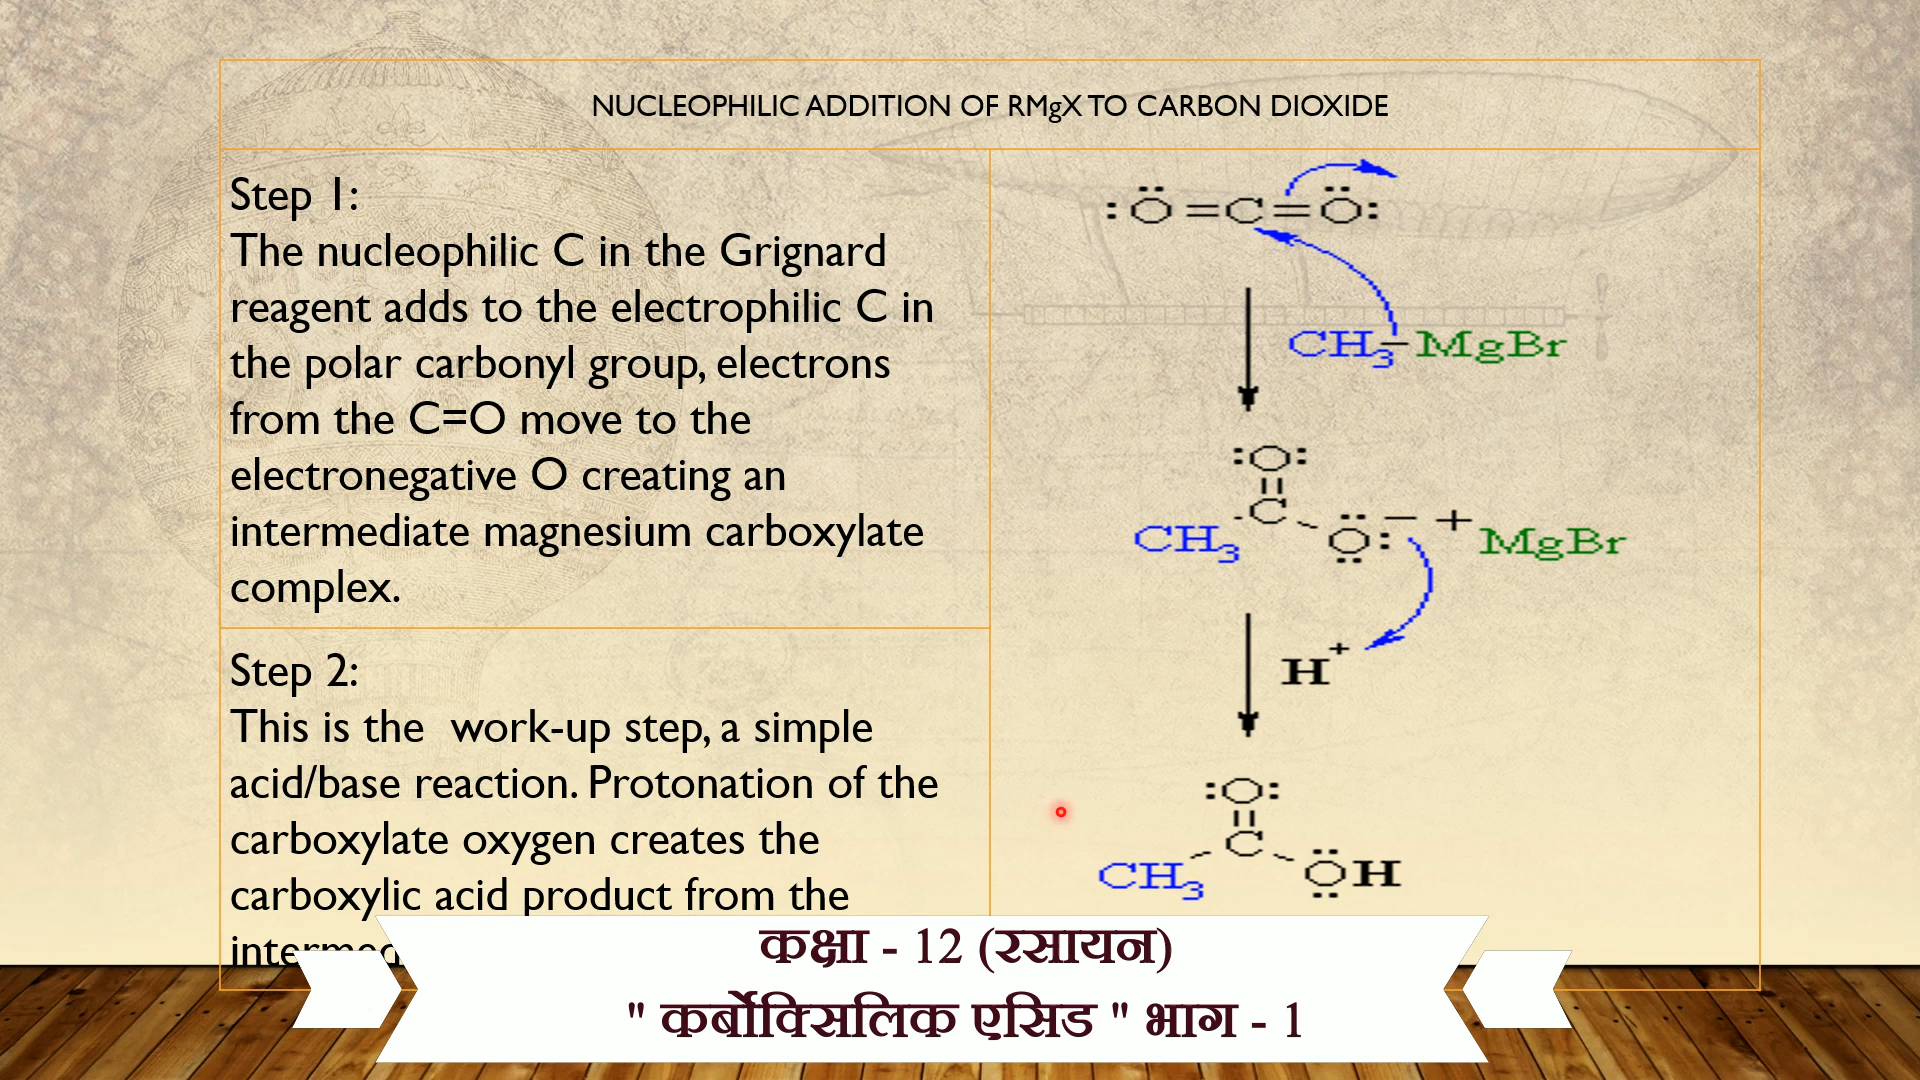 NUCLEOPHILIC ADDITION OF RMgX TO CARBON DIOXIDE
Step 1:
The nucleophilic C in the Grignard
reagent adds to the electrophilic C in
the polar carbonyl group, electrons
from the C=O move to the
electronegative O creating an
intermediate magnesium carboxylate
complex.
Step 2:
This is the work-up step, a simple
acid/base reaction. Protonation of the
carboxylate oxygen creates the
carboxylic acid product from the
:Ö=C=Ö:
CH₃-MgBr
:O:
C
CH₃ O:⁻ ⁺MgBr
H⁺
:O:
C
CH₃ OH
कक्षा - 12 (रसायन)
" कर्बोक्सिलिक एसिड " भाग - 1